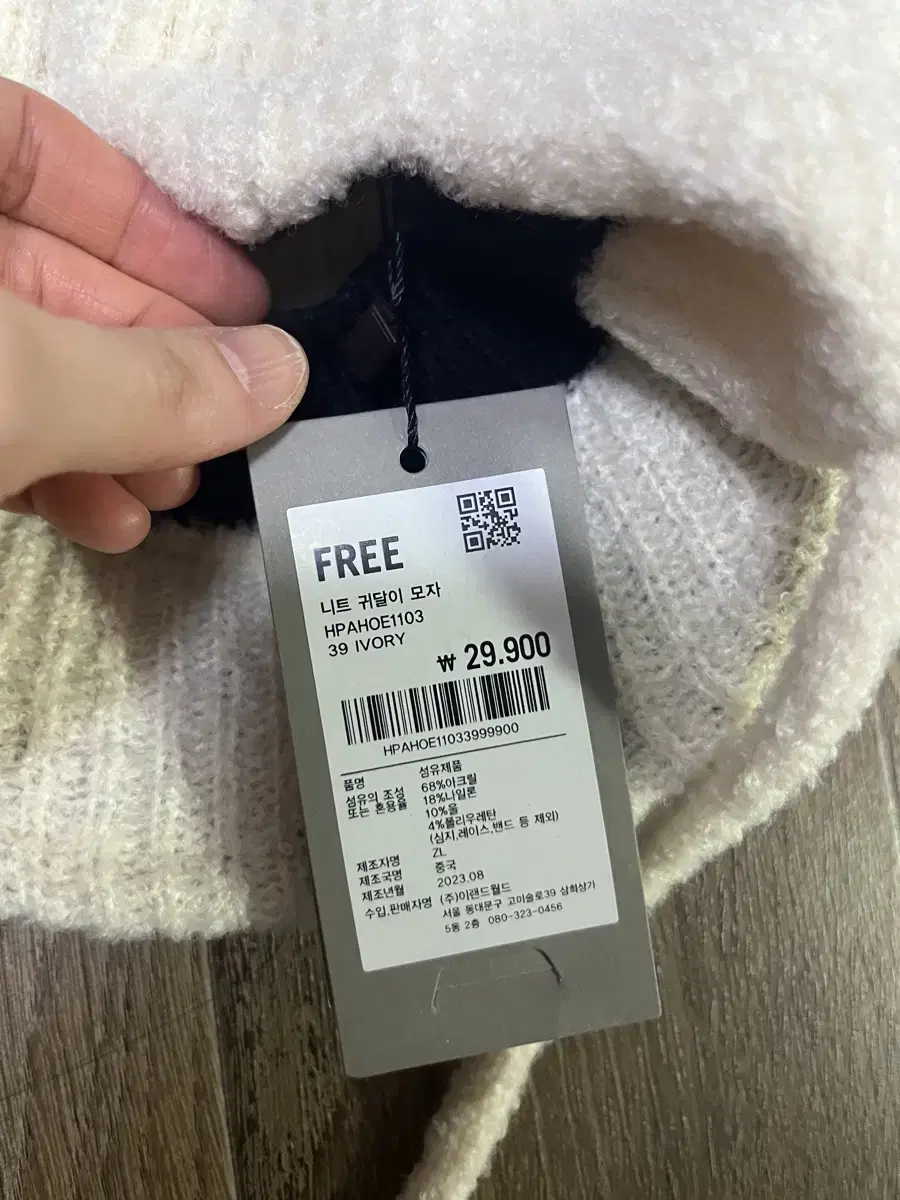 FREE
니트 귀달이 모자
HPAHOE1103
39 IVORY
₩ 29.900
HPAHOE11033999900
품명 섬유제품
섬유의 조성 또는 혼용율 68%아크릴
18%나일론
10%울
4%폴리우레탄
(심지,레이스,밴드 등 제외)
제조자명 ZL
제조국명 중국
제조년월 2023.08
수입,판매자명 (주)이랜드월드
서울 동대문구 고미술로39 삼희상가
5동 2층 080-323-0456